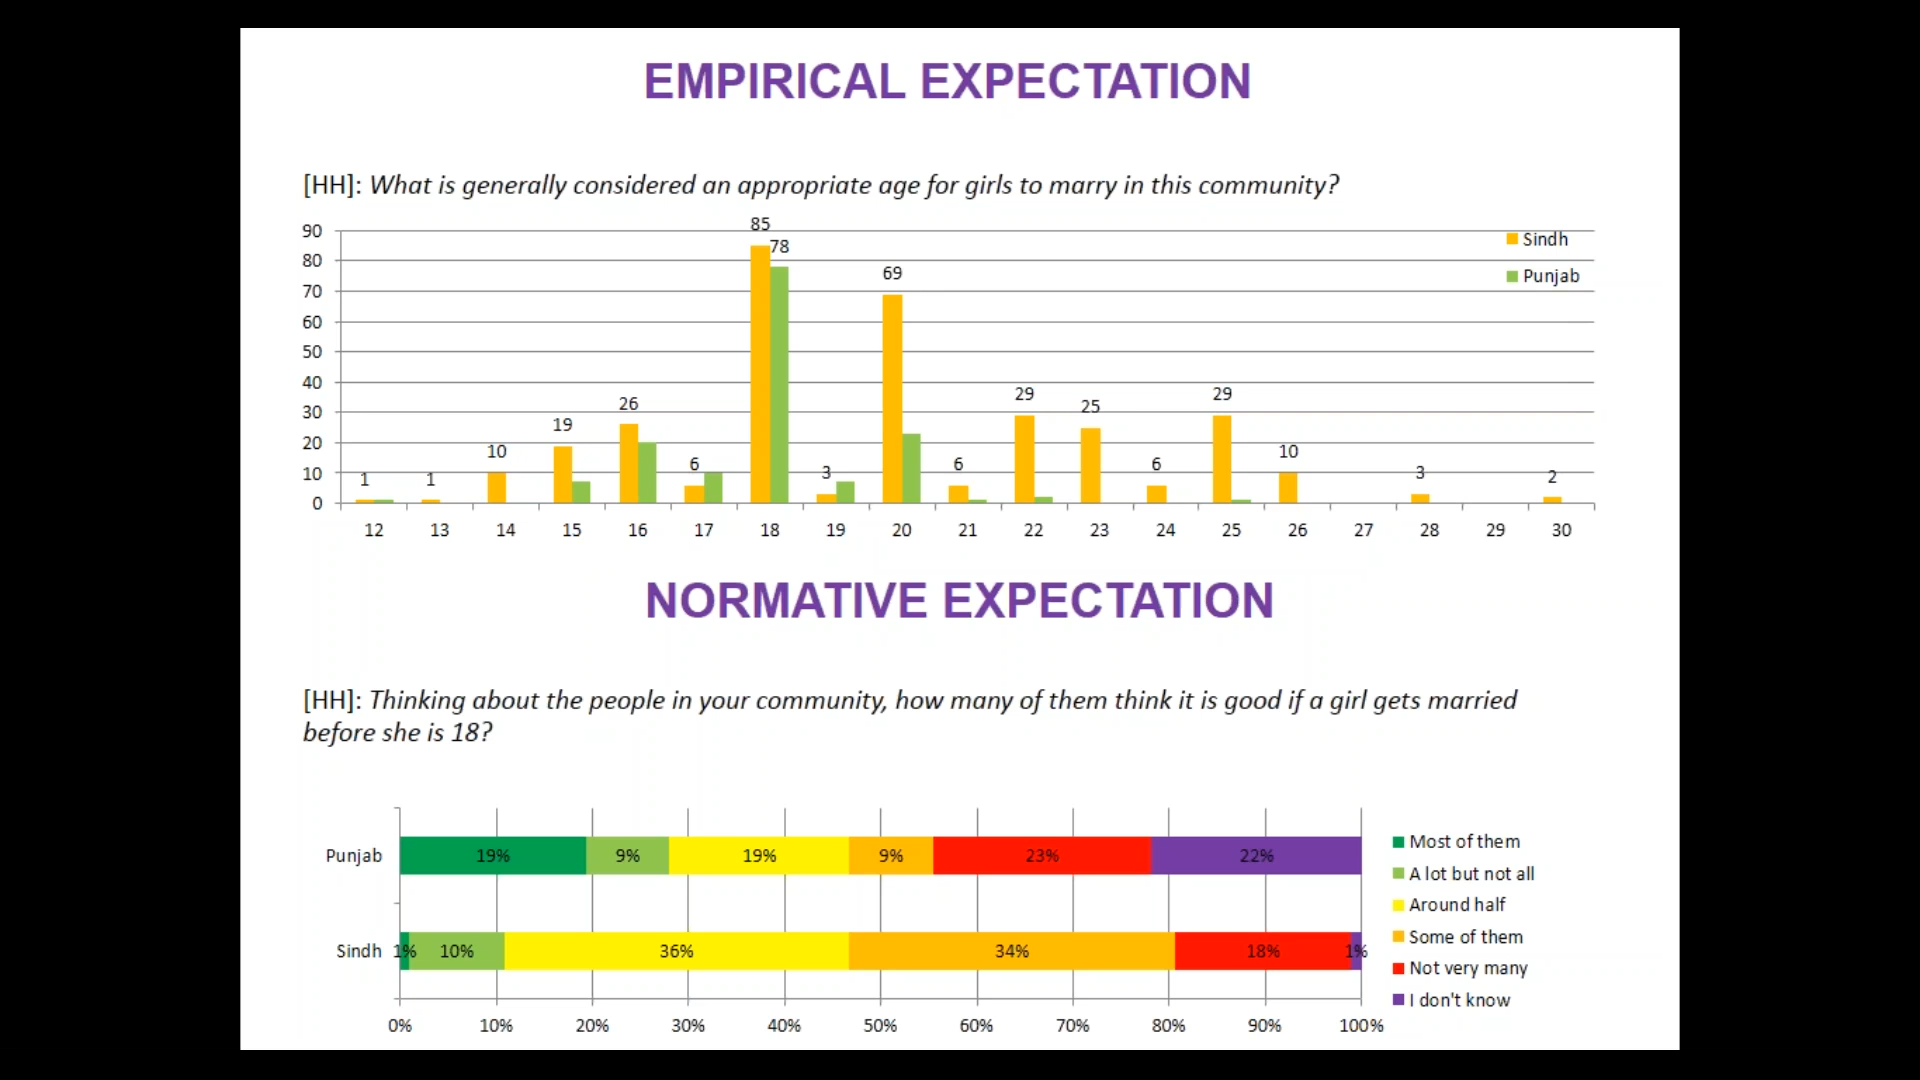 EMPIRICAL EXPECTATION
[HH]: What is generally considered an appropriate age for girls to marry in this community?
90
80
70
60
50
40
30
20
10
0
1
1
10
19
26
6
85
78
3
69
6
29
25
6
29
10
3
2
Sindh
Punjab
12 13 14 15 16 17 18 19 20 21 22 23 24 25 26 27 28 29 30
NORMATIVE EXPECTATION
[HH]: Thinking about the people in your community, how many of them think it is good if a girl gets married
before she is 18?
Punjab 19% 9% 19% 9% 23% 22%
Sindh 1% 10% 36% 34% 18% 1%
0% 10% 20% 30% 40% 50% 60% 70% 80% 90% 100%
Most of them
A lot but not all
Around half
Some of them
Not very many
I don't know